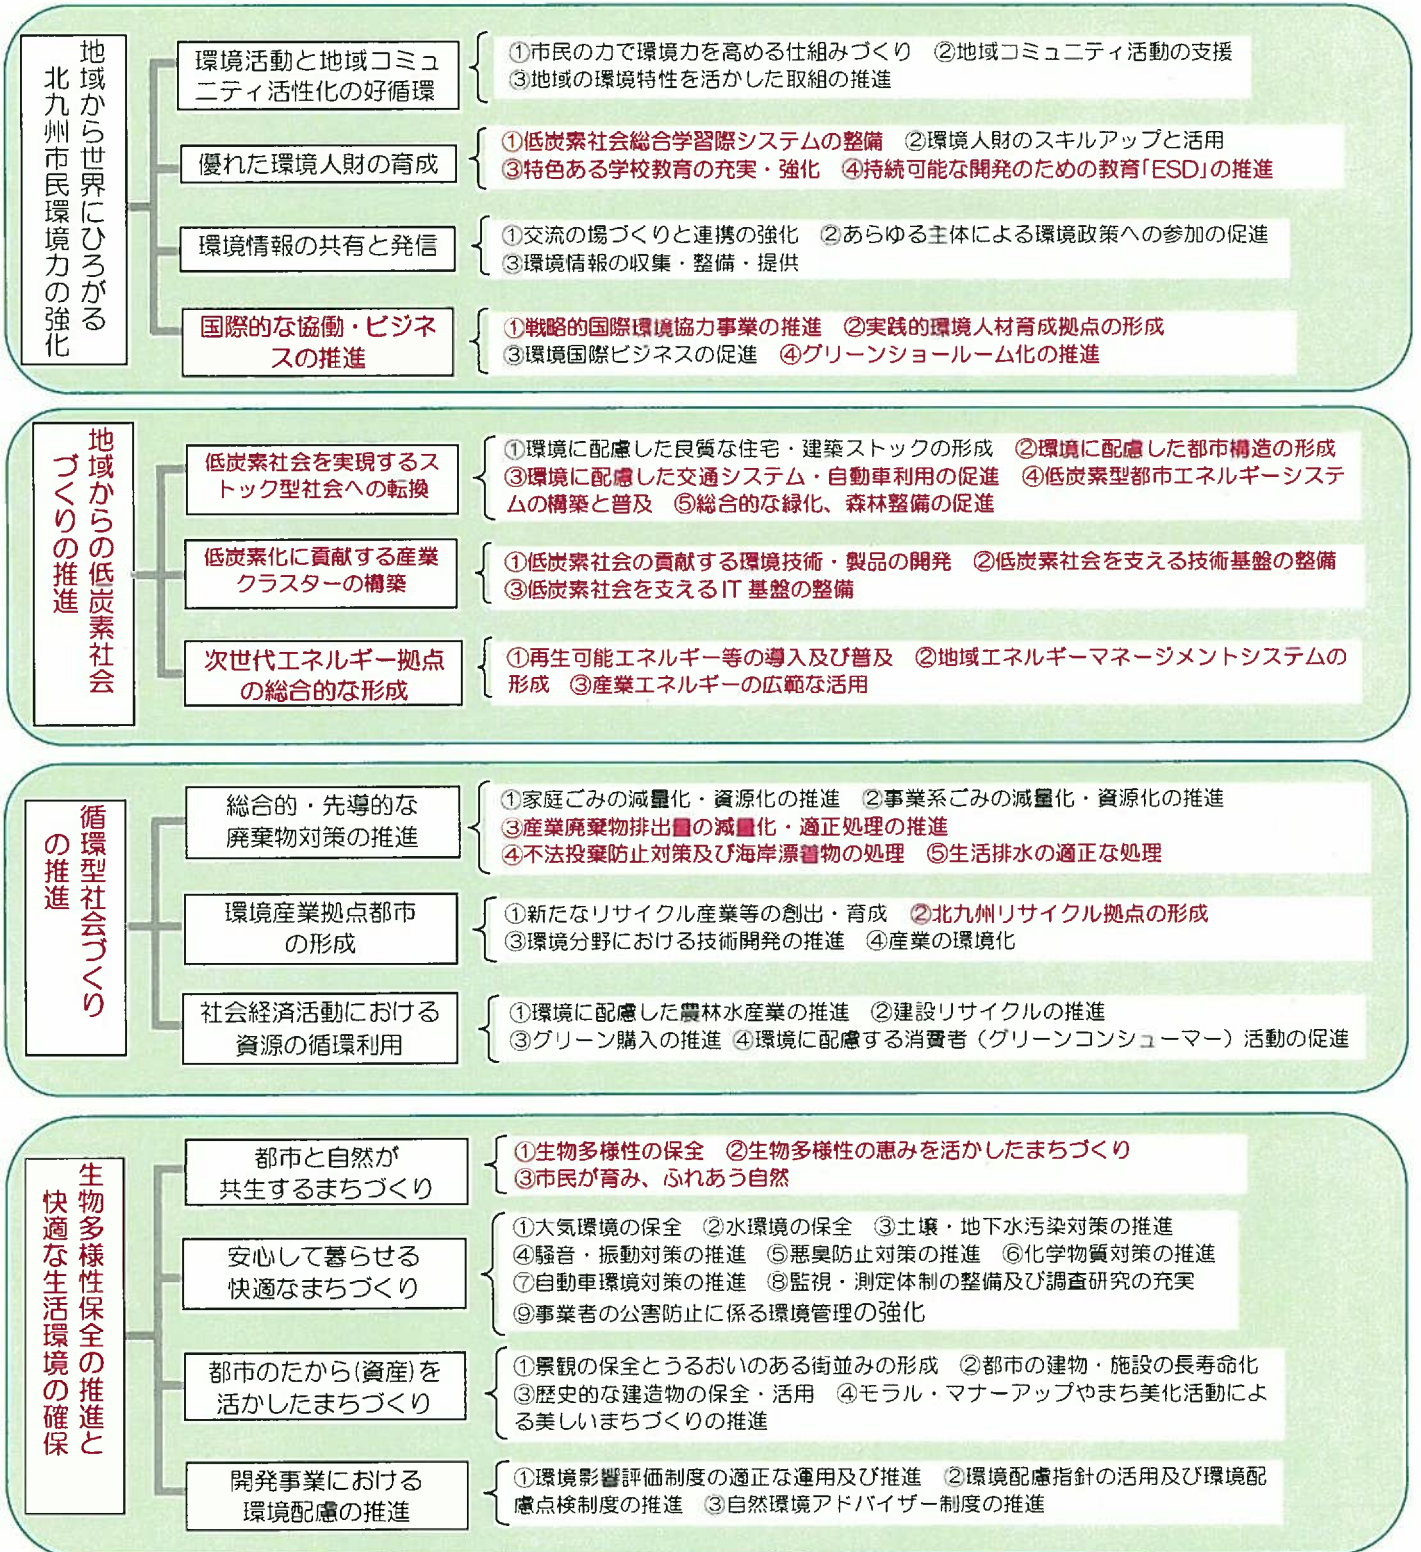 地域から世界にひろがる
北九州市民環境力の強化
環境活動と地域コミュ
ニティ活性化の好循環
①市民の力で環境力を高める仕組みづくり ②地域コミュニティ活動の支援
③地域の環境特性を活かした取組の推進
優れた環境人財の育成
①低炭素社会総合学習際システムの整備 ②環境人財のスキルアップと活用
③特色ある学校教育の充実・強化 ④持続可能な開発のための教育「ESD」の推進
環境情報の共有と発信
①交流の場づくりと連携の強化 ②あらゆる主体による環境政策への参加の促進
③環境情報の収集・整備・提供
国際的な協働・ビジネ
スの推進
①戦略的国際環境協力事業の推進 ②実践的環境人材育成拠点の形成
③環境国際ビジネスの促進 ④グリーンショールーム化の推進
地域からの低炭素社会
づくりの推進
低炭素社会を実現するス
トック型社会への転換
①環境に配慮した良質な住宅・建築ストックの形成 ②環境に配慮した都市構造の形成
③環境に配慮した交通システム・自動車利用の促進 ④低炭素型都市エネルギーシステ
ムの構築と普及 ⑤総合的な緑化、森林整備の促進
低炭素化に貢献する産業
クラスターの構築
①低炭素社会の貢献する環境技術・製品の開発 ②低炭素社会を支える技術基盤の整備
③低炭素社会を支えるIT 基盤の整備
次世代エネルギー拠点
の総合的な形成
①再生可能エネルギー等の導入及び普及 ②地域エネルギーマネージメントシステムの
形成 ③産業エネルギーの広範な活用
循環型社会づくり
の推進
総合的・先導的な
廃棄物対策の推進
①家庭ごみの減量化・資源化の推進 ②事業系ごみの減量化・資源化の推進
③産業廃棄物排出量の減量化・適正処理の推進
④不法投棄防止対策及び海岸漂着物の処理 ⑤生活排水の適正な処理
環境産業拠点都市
の形成
①新たなリサイクル産業等の創出・育成 ②北九州リサイクル拠点の形成
③環境分野における技術開発の推進 ④産業の環境化
社会経済活動における
資源の循環利用
①環境に配慮した農林水産業の推進 ②建設リサイクルの推進
③グリーン購入の推進 ④環境に配慮する消費者（グリーンコンシューマー）活動の促進
生物多様性保全の推進と
快適な生活環境の確保
都市と自然が
共生するまちづくり
①生物多様性の保全 ②生物多様性の恵みを活かしたまちづくり
③市民が育み、ふれあう自然
安心して暮らせる
快適なまちづくり
①大気環境の保全 ②水環境の保全 ③土壌・地下水汚染対策の推進
④騒音・振動対策の推進 ⑤悪臭防止対策の推進 ⑥化学物質対策の推進
⑦自動車環境対策の推進 ⑧監視・測定体制の整備及び調査研究の充実
⑨事業者の公害防止に係る環境管理の強化
都市のたから(資産)を
活かしたまちづくり
①景観の保全とうるおいのある街並みの形成 ②都市の建物・施設の長寿命化
③歴史的な建造物の保全・活用 ④モラル・マナーアップやまち美化活動によ
る美しいまちづくりの推進
開発事業における
環境配慮の推進
①環境影響評価制度の適正な運用及び推進 ②環境配慮指針の活用及び環境配
慮点検制度の推進 ③自然環境アドバイザー制度の推進